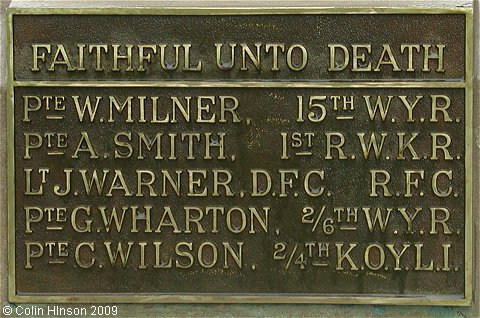 FAITHFUL UNTO DEATH
PTE W. MILNER, 15TH W.Y.R.
PTE A. SMITH, 1ST R.W.K.R.
LT J. WARNER, D.F.C. R.F.C.
PTE G. WHARTON, 2/6TH W.Y.R.
PTE C. WILSON, 2/4TH K.O.Y.L.I.
© Colin Hinson 2009